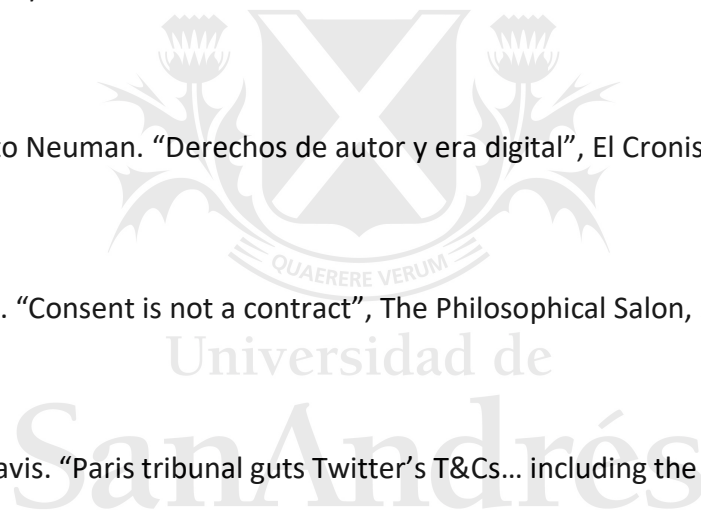 to Neuman. “Derechos de autor y era digital”, El Cronis
QUAERERE VERUM
. “Consent is not a contract”, The Philosophical Salon,
Universidad de
avis. “Paris tribunal guts Twitter’s T&Cs… including the
SanAndrés